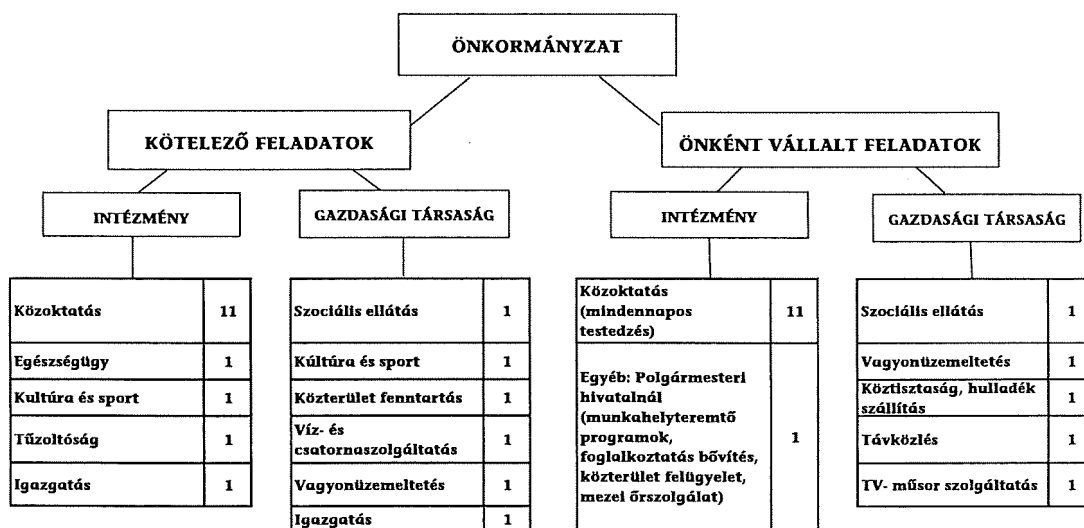 ÖNKORMÁNYZAT
KÖTELEZŐ FELADATOK
ÖNKÉNT VÁLLALT FELADATOK
INTÉZMÉNY
GAZDASÁGI TÁRSASÁG
INTÉZMÉNY
GAZDASÁGI TÁRSASÁG
Közoktatás 11
Egészségügy 1
Kultúra és sport 1
Tűzoltóság 1
Igazgatás 1
Szociális ellátás 1
Kúltúra és sport 1
Közterület fenntartás 1
Víz- és
csatornaszolgáltatás 1
Vagyonüzemeltetés 1
Igazgatás 1
Közoktatás
(mindennapos 11
testedzés)
Egyéb: Polgármesteri
hivatalnál
(munkahelyteremtő
programok, 1
foglalkoztatás bővítés,
közterület felügyelet,
mezei őrszolgálat)
Szociális ellátás 1
Vagyonüzemeltetés 1
Köztisztaság, hulladék 1
szállítás
Távközlés 1
TV- műsor szolgáltatás 1